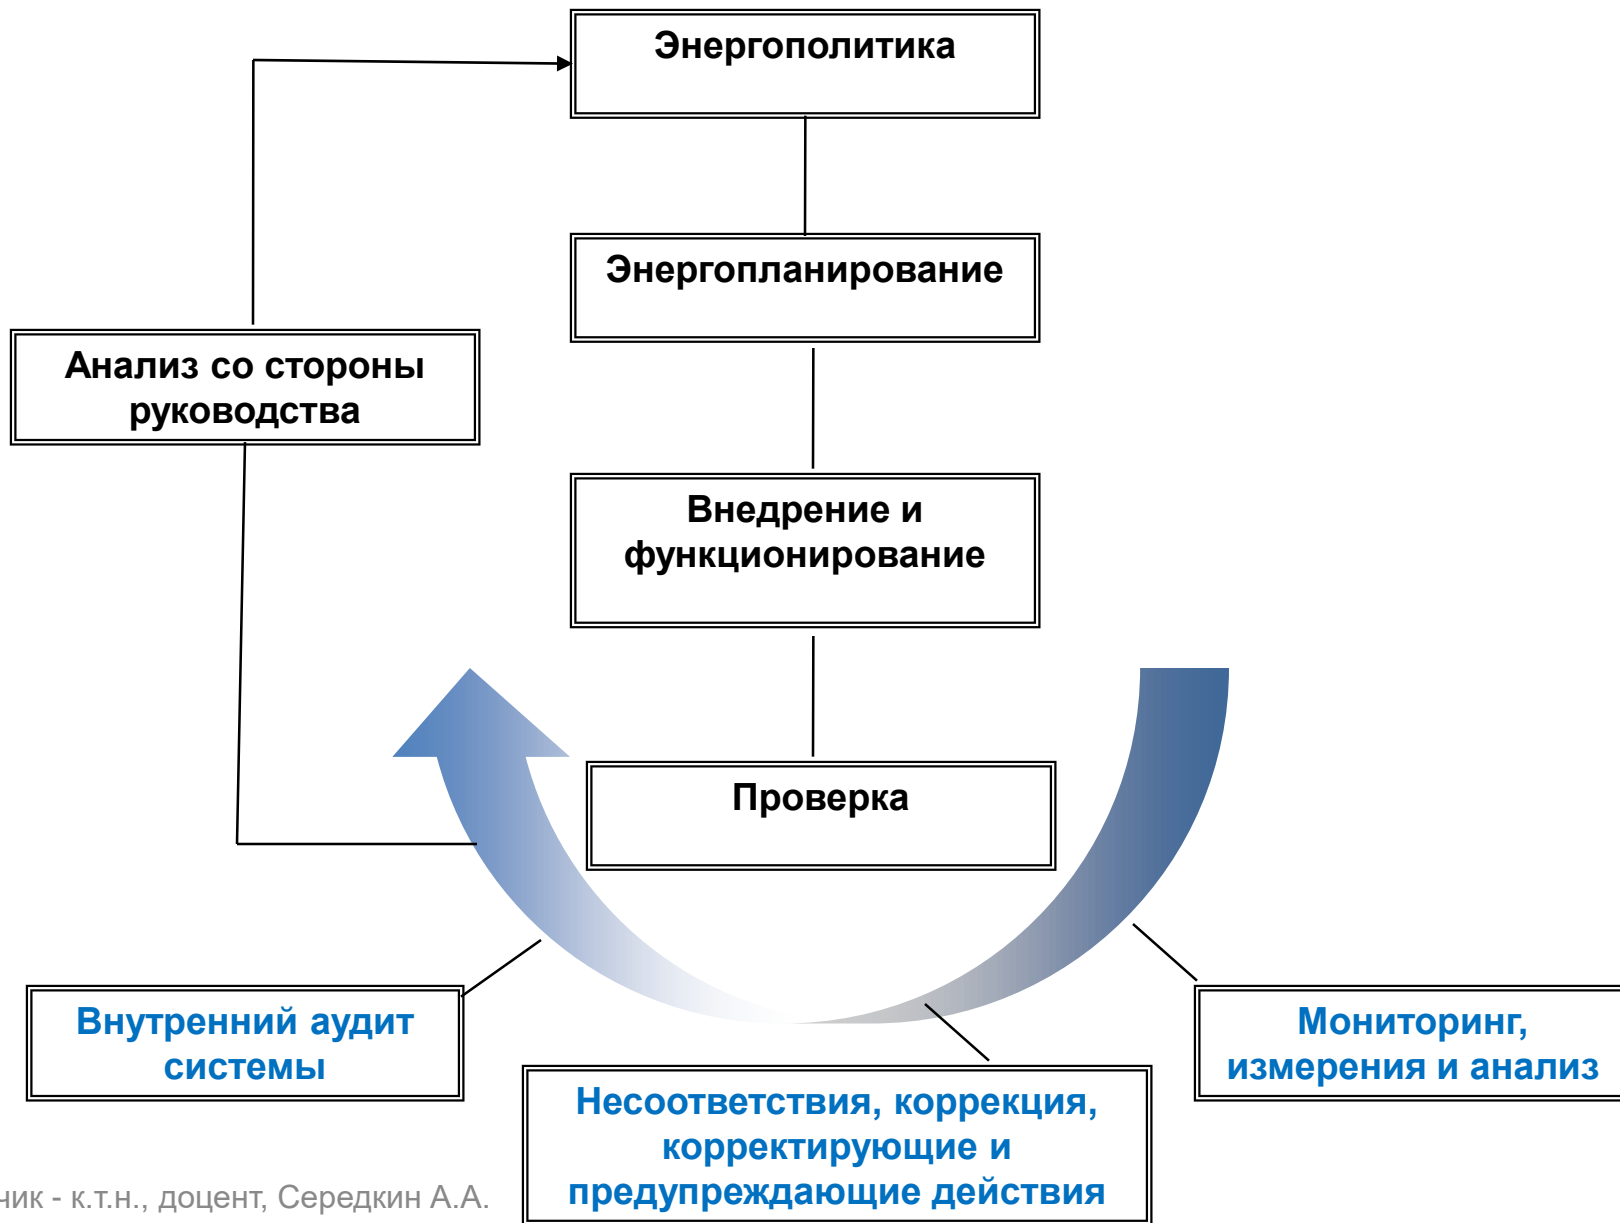 Энергополитика
Энергопланирование
Анализ со стороны
руководства
Внедрение и
функционирование
Проверка
Внутренний аудит
системы
Мониторинг,
измерения и анализ
Несоответствия, коррекция,
корректирующие и
предупреждающие действия
чик - к.т.н., доцент, Середкин А.А.